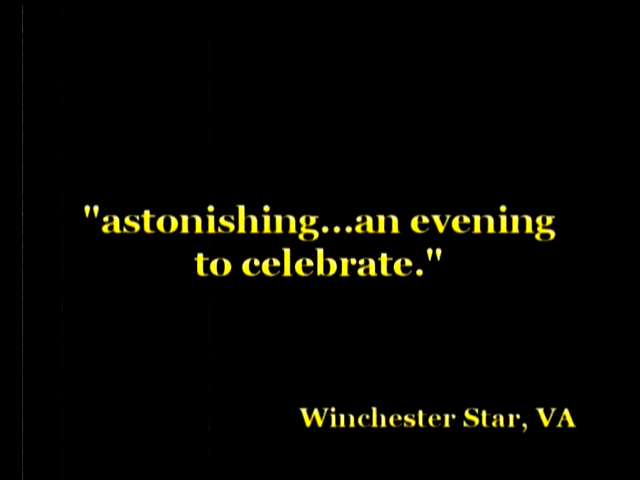 "astonishing...an evening
to celebrate."
Winchester Star, VA